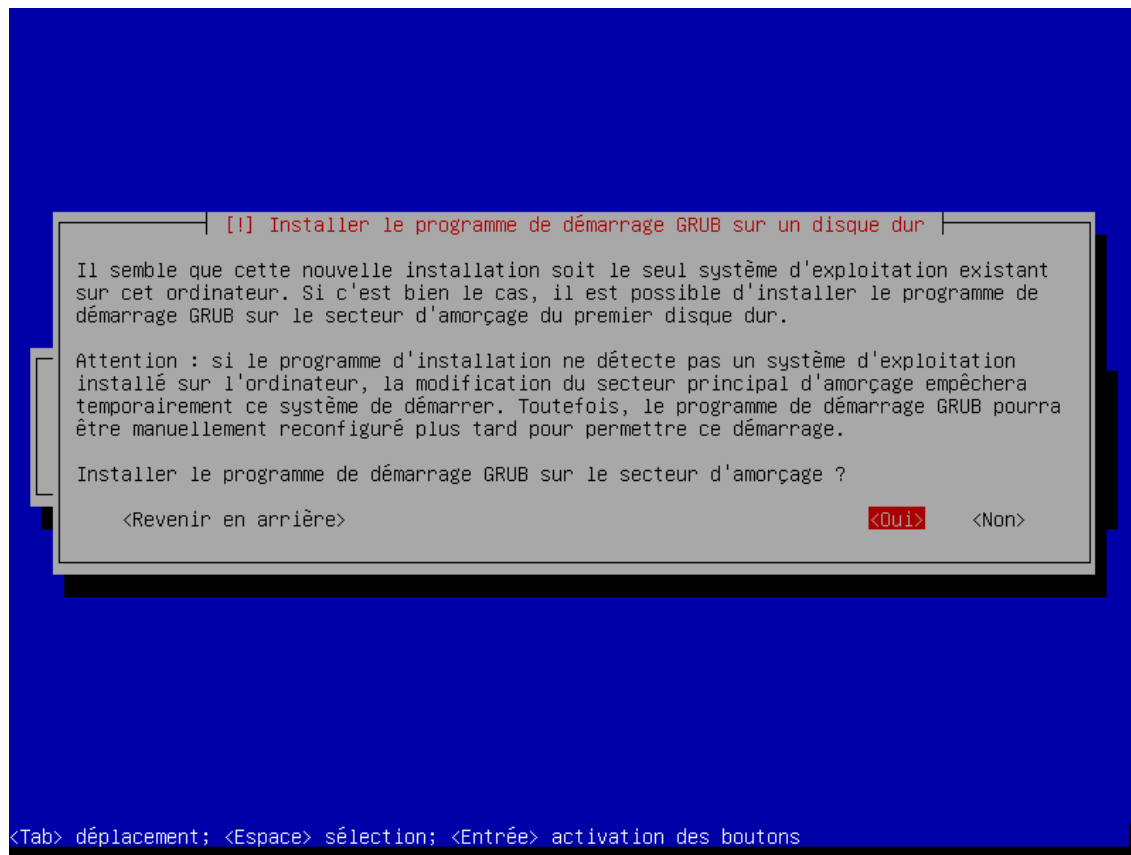 [!] Installer le programme de démarrage GRUB sur un disque dur
Il semble que cette nouvelle installation soit le seul système d'exploitation existant
sur cet ordinateur. Si c'est bien le cas, il est possible d'installer le programme de
démarrage GRUB sur le secteur d'amorçage du premier disque dur.
Attention : si le programme d'installation ne détecte pas un système d'exploitation
installé sur l'ordinateur, la modification du secteur principal d'amorçage empêchera
temporairement ce système de démarrer. Toutefois, le programme de démarrage GRUB pourra
être manuellement reconfiguré plus tard pour permettre ce démarrage.
Installer le programme de démarrage GRUB sur le secteur d'amorçage ?
<Revenir en arrière> <Oui> <Non>
<Tab> déplacement; <Espace> sélection; <Entrée> activation des boutons